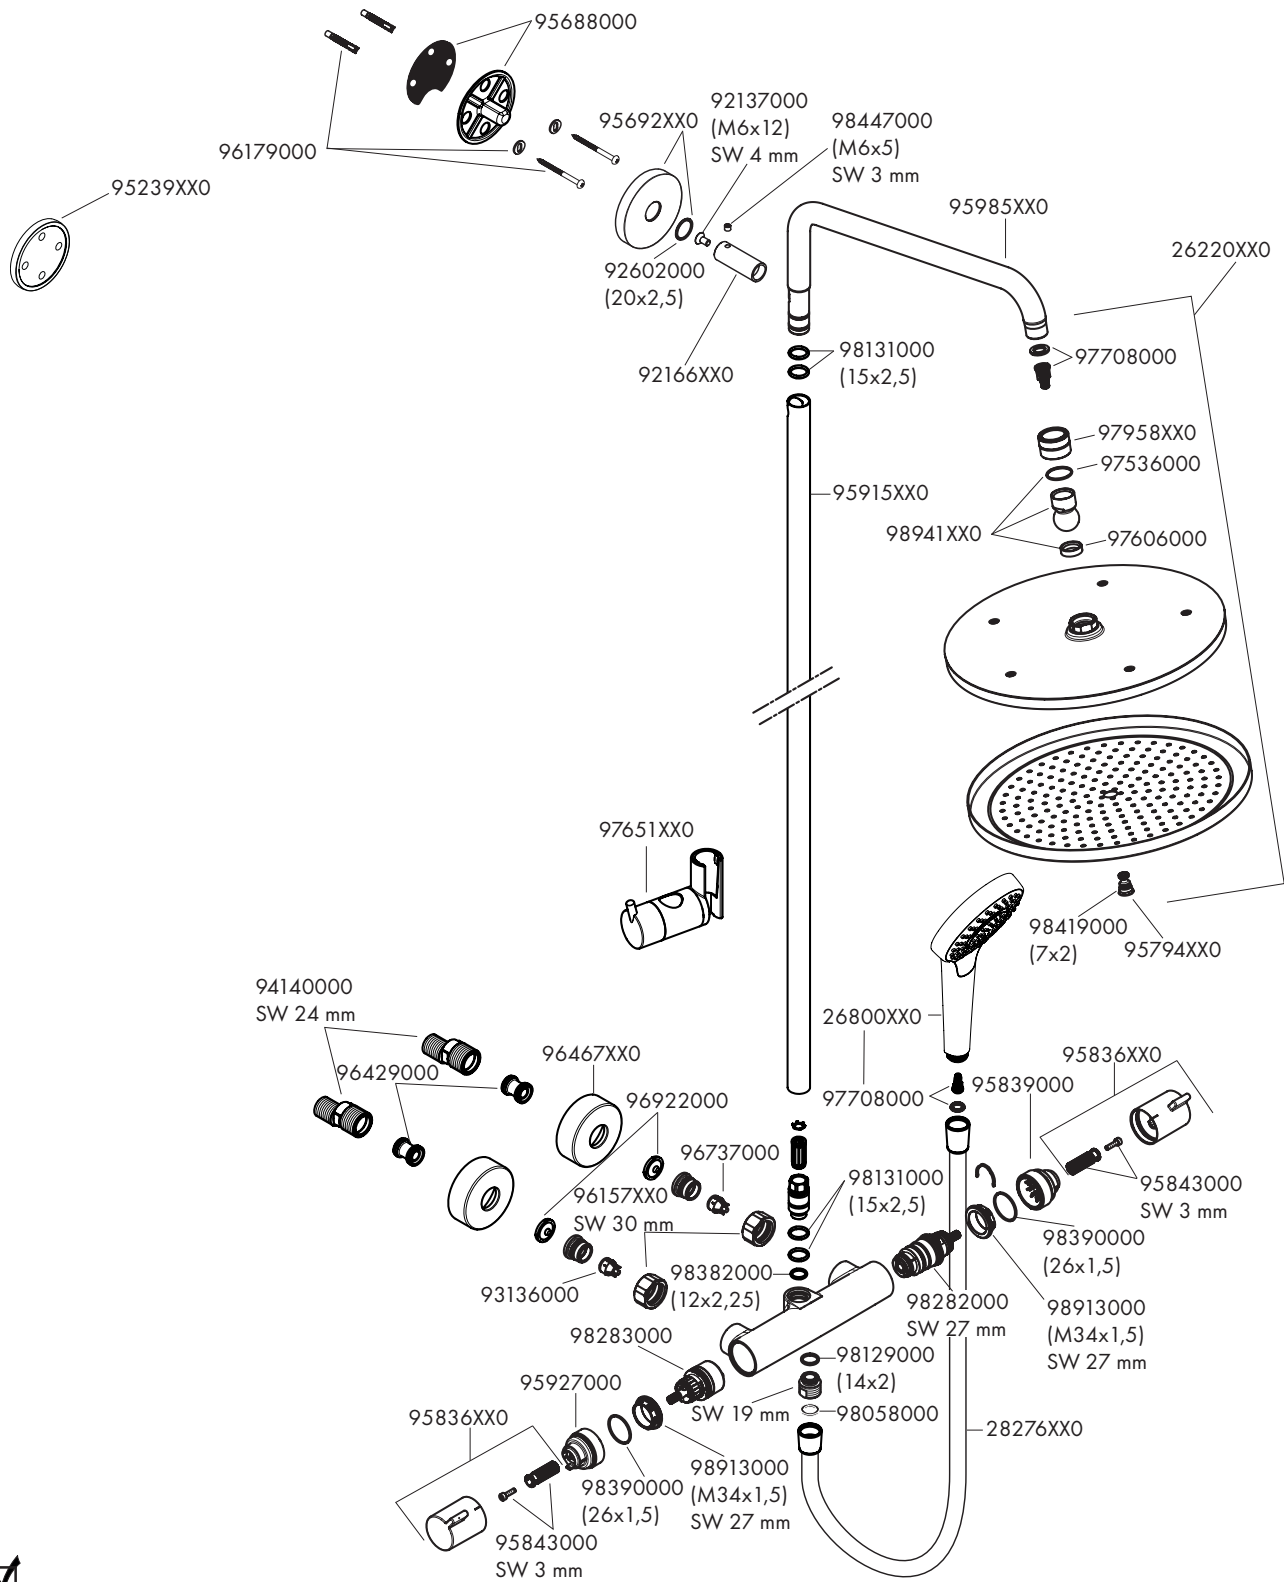 95688000
92137000
(M6x12)
SW 4 mm
95692XX0
98447000
(M6x5)
SW 3 mm
96179000
95239XX0
95985XX0
26220XX0
92602000
(20x2,5)
98131000
(15x2,5)
97708000
92166XX0
97958XX0
97536000
95915XX0
98941XX0
97606000
97651XX0
98419000
(7x2)
95794XX0
94140000
SW 24 mm
26800XX0
96467XX0
95836XX0
96429000
95839000
97708000
96922000
96737000
98131000
(15x2,5)
95843000
SW 3 mm
96157XX0
SW 30 mm
98390000
(26x1,5)
98382000
(12x2,25)
93136000
98282000
SW 27 mm
98913000
(M34x1,5)
SW 27 mm
98283000
98129000
(14x2)
95927000
SW 19 mm
98058000
95836XX0
28276XX0
98913000
(M34x1,5)
SW 27 mm
98390000
(26x1,5)
95843000
SW 3 mm